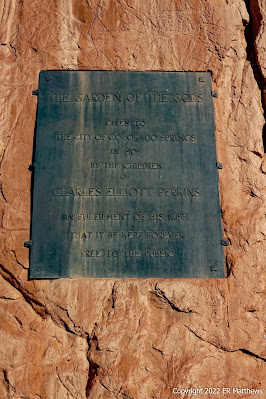 THE GARDEN OF THE GODS
GIVEN TO
THE CITY OF COLORADO SPRINGS
IN 1909
BY THE CHILDREN
OF
CHARLES ELLIOTT PERKINS
IN FULFILMENT OF HIS WISH
THAT IT BE KEPT FOREVER
FREE TO THE PUBLIC
Copyright 2022 ER Matthews